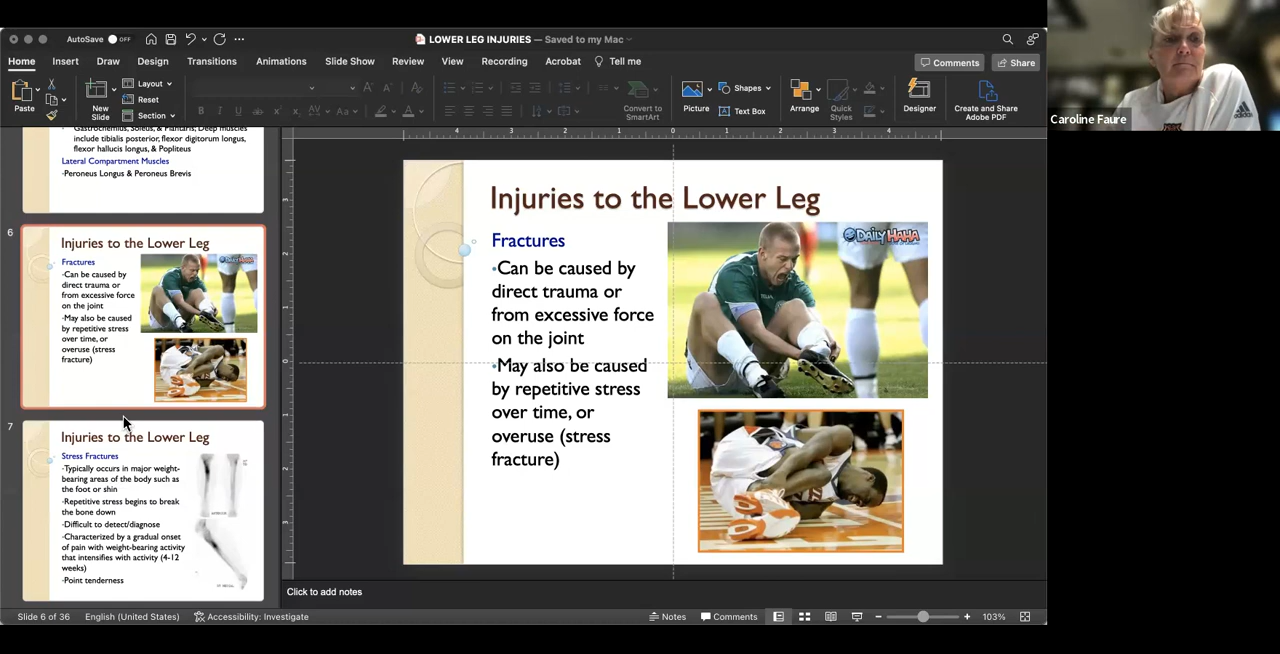 AutoSave OFF
LOWER LEG INJURIES — Saved to my Mac
Home Insert Draw Design Transitions Animations Slide Show Review View Recording Acrobat Tell me
Comments Share
Paste
New
Slide
Layout
Reset
Section
Convert to
SmartArt
Picture
Shapes
Text Box
Arrange
Quick
Styles
Designer
Create and Share
Adobe PDF
Caroline Faure
adidas
Gastrochemius, Soleus, & Plantaris; Deep muscles
include tibialis posterior, flexor digitorum longus,
flexor hallucis longus, & Popliteus
Lateral Compartment Muscles
•Peroneus Longus & Peroneus Brevis
6
Injuries to the Lower Leg
Fractures
•Can be caused by
direct trauma or
from excessive force
on the joint
•May also be caused
by repetitive stress
over time, or
overuse (stress
fracture)
7
Injuries to the Lower Leg
Stress Fractures
•Typically occurs in major weight-
bearing areas of the body such as
the foot or shin
•Repetitive stress begins to break
the bone down
•Difficult to detect/diagnose
•Characterized by a gradual onset
of pain with weight-bearing activity
that intensifies with activity (4-12
weeks)
•Point tenderness
Injuries to the Lower Leg
Fractures
•Can be caused by
direct trauma or
from excessive force
on the joint
•May also be caused
by repetitive stress
over time, or
overuse (stress
fracture)
DAILY HAHA
Click to add notes
Slide 6 of 36 English (United States) Accessibility: Investigate
Notes Comments 103%